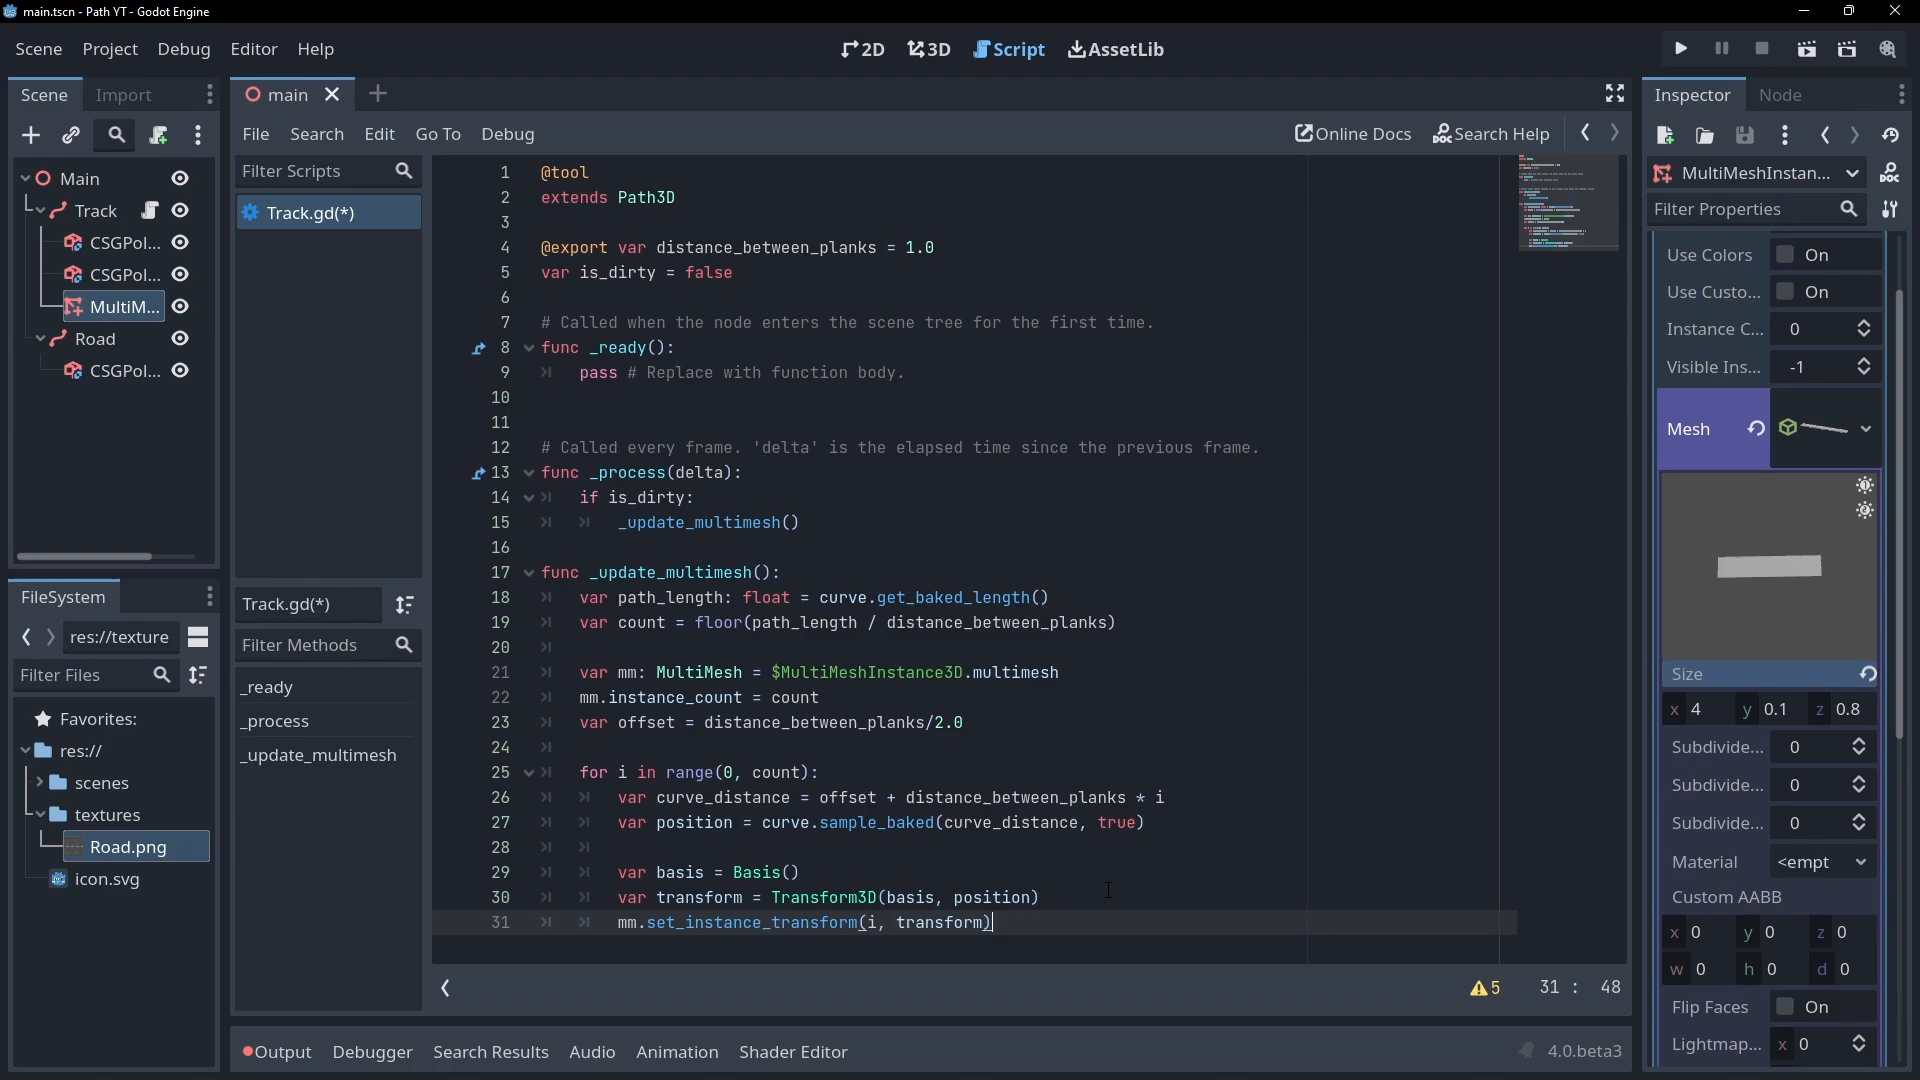 main.tscn - Path YT - Godot Engine
Scene Project Debug Editor Help
2D 3D Script AssetLib
Scene Import
Main
Track
CSGPol...
CSGPol...
MultiM...
Road
CSGPol...
FileSystem
res://texture
Filter Files
Favorites:
res://
scenes
textures
Road.png
icon.svg
main
File Search Edit Go To Debug
Online Docs Search Help
Filter Scripts
Track.gd(*)
Track.gd(*)
Filter Methods
_ready
_process
_update_multimesh
1 @tool
2 extends Path3D
3
4 @export var distance_between_planks = 1.0
5 var is_dirty = false
6
7 # Called when the node enters the scene tree for the first time.
8 func _ready():
9 pass # Replace with function body.
10
11
12 # Called every frame. 'delta' is the elapsed time since the previous frame.
13 func _process(delta):
14 if is_dirty:
15 _update_multimesh()
16
17 func _update_multimesh():
18 var path_length: float = curve.get_baked_length()
19 var count = floor(path_length / distance_between_planks)
20
21 var mm: MultiMesh = $MultiMeshInstance3D.multimesh
22 mm.instance_count = count
23 var offset = distance_between_planks/2.0
24
25 for i in range(0, count):
26 var curve_distance = offset + distance_between_planks * i
27 var position = curve.sample_baked(curve_distance, true)
28
29 var basis = Basis()
30 var transform = Transform3D(basis, position)
31 mm.set_instance_transform(i, transform)
5 31 : 48
Output Debugger Search Results Audio Animation Shader Editor
4.0.beta3
Inspector Node
MultiMeshInstan...
Filter Properties
Use Colors On
Use Custo... On
Instance C... 0
Visible Ins... -1
Mesh
Size
x 4 y 0.1 z 0.8
Subdivide... 0
Subdivide... 0
Subdivide... 0
Material <empt
Custom AABB
x 0 y 0 z 0
w 0 h 0 d 0
Flip Faces On
Lightmap... x 0